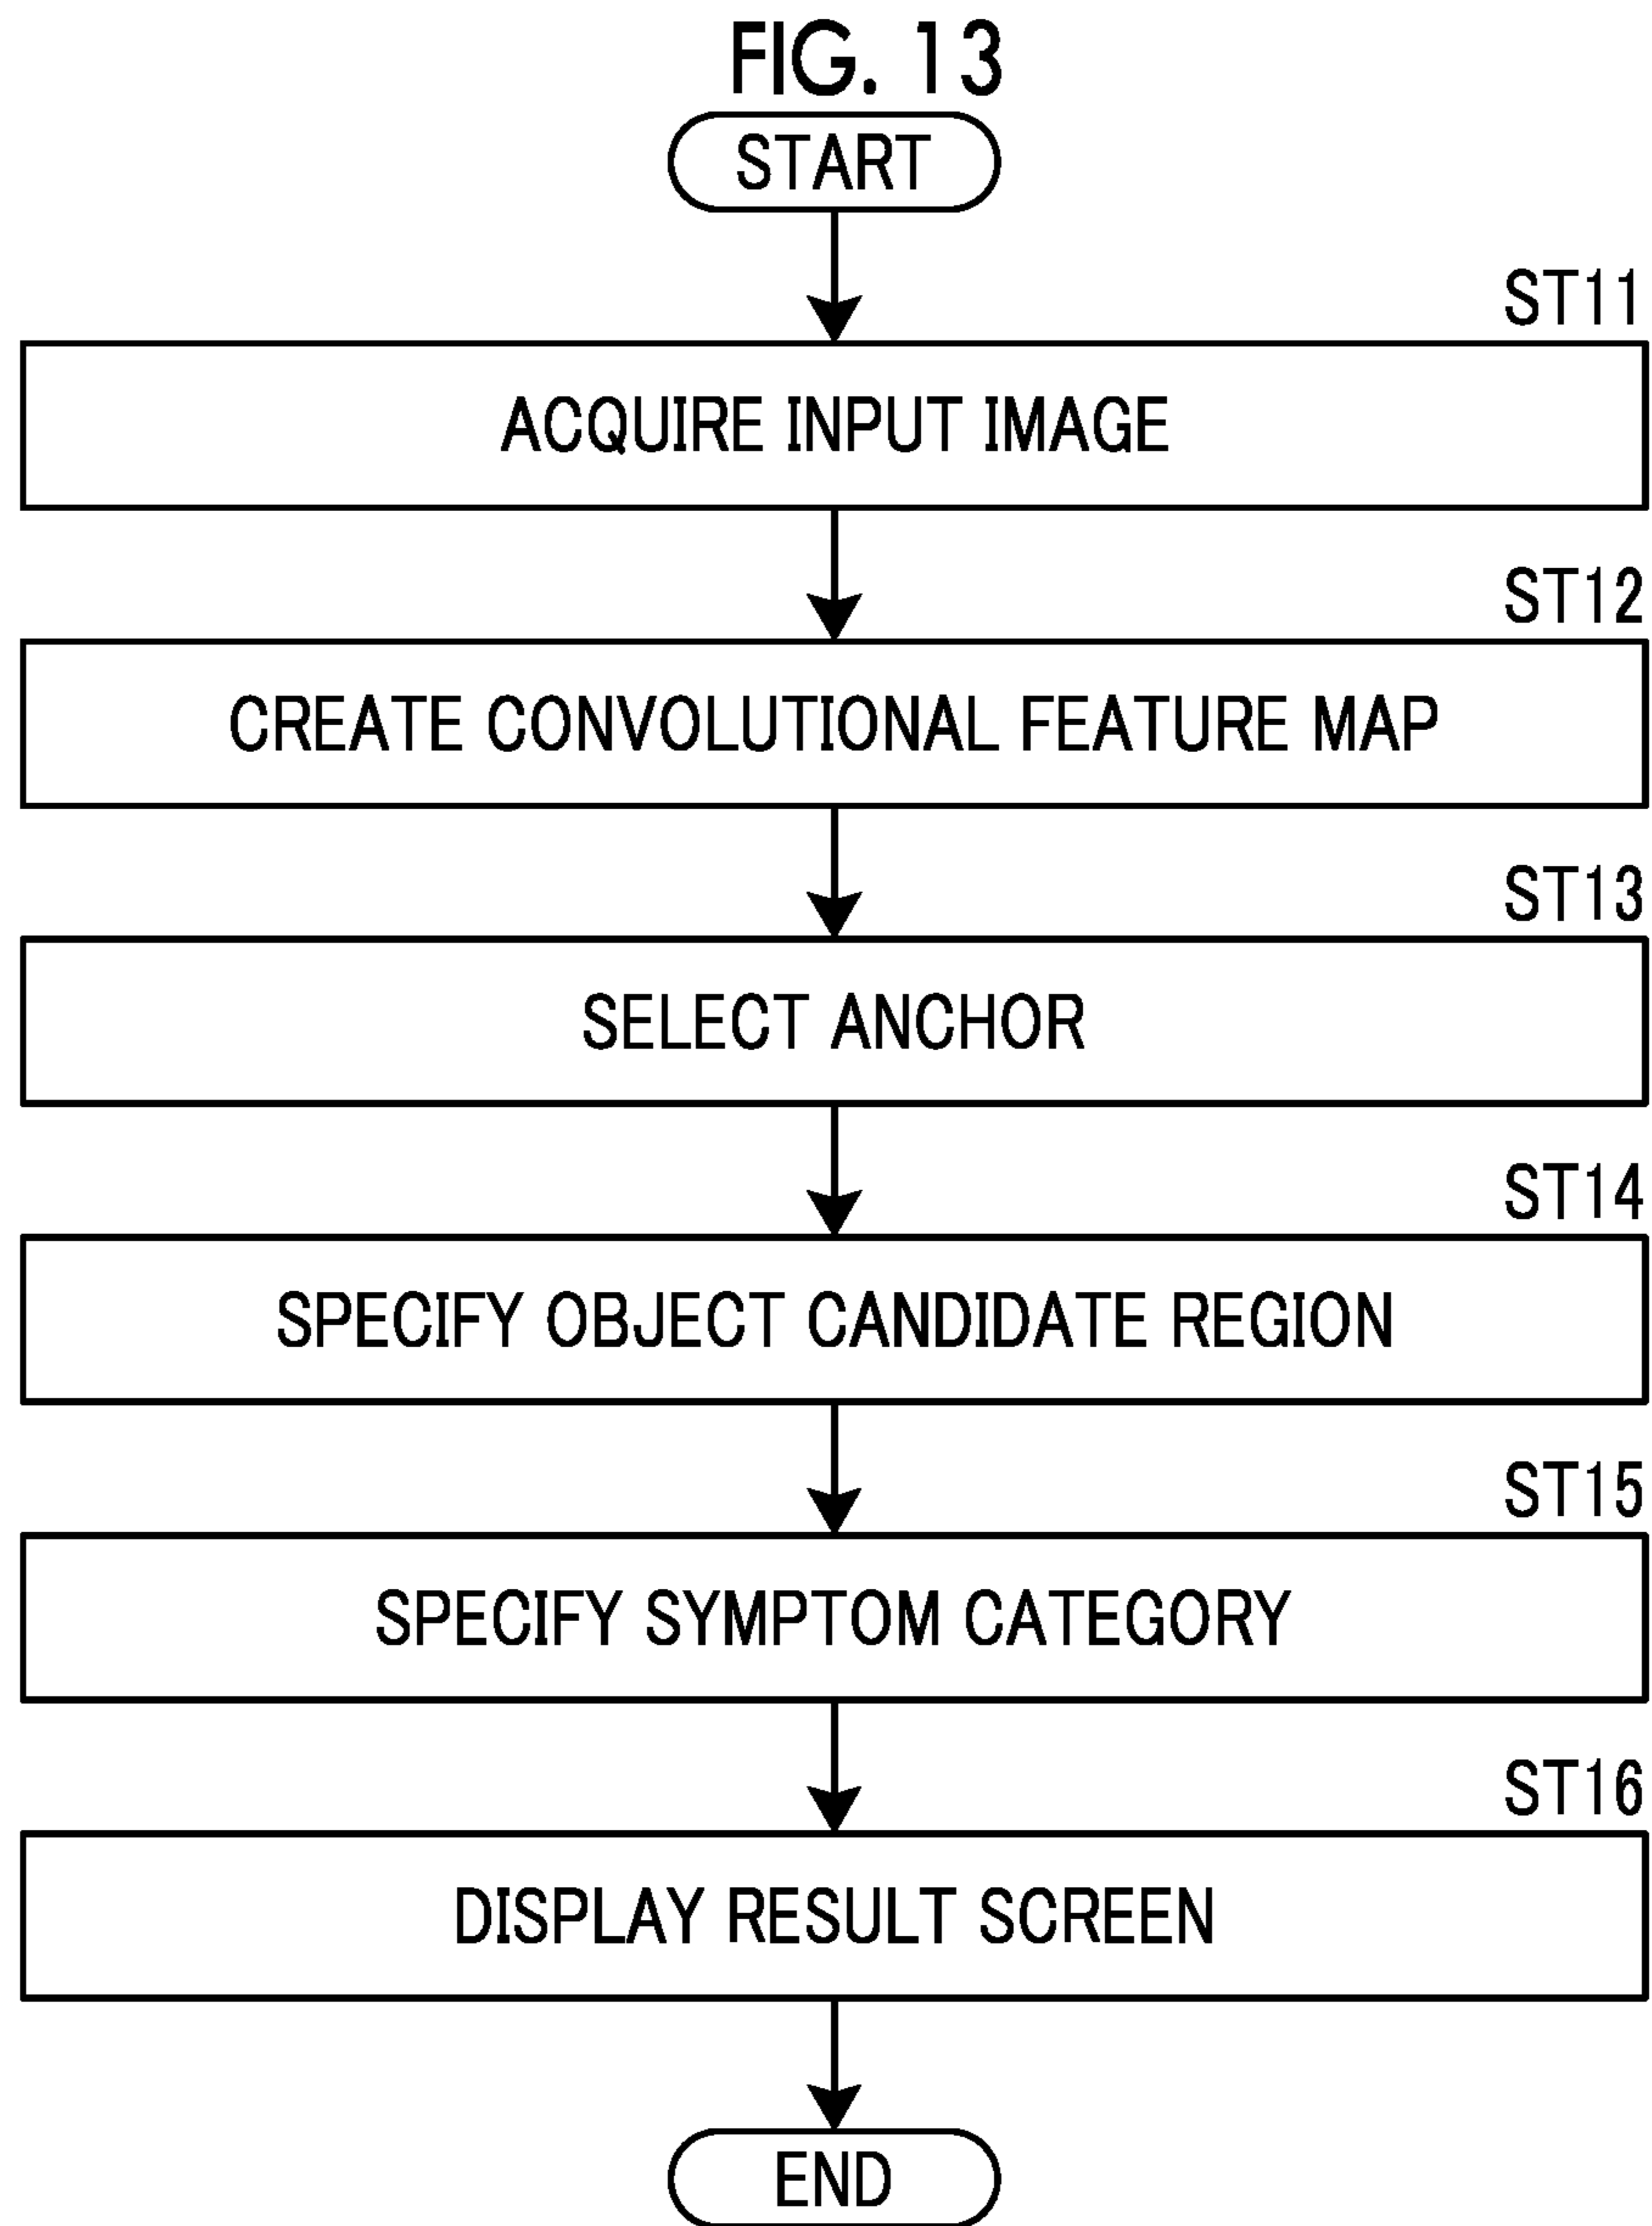 FIG. 13
START
ST11
ACQUIRE INPUT IMAGE
ST12
CREATE CONVOLUTIONAL FEATURE MAP
ST13
SELECT ANCHOR
ST14
SPECIFY OBJECT CANDIDATE REGION
ST15
SPECIFY SYMPTOM CATEGORY
ST16
DISPLAY RESULT SCREEN
END